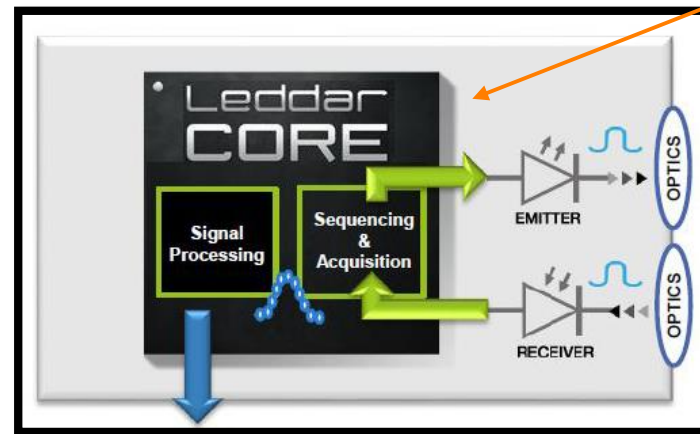 Leddar
CORE
Signal
Processing
Sequencing
&
Acquisition
EMITTER
OPTICS
RECEIVER
OPTICS